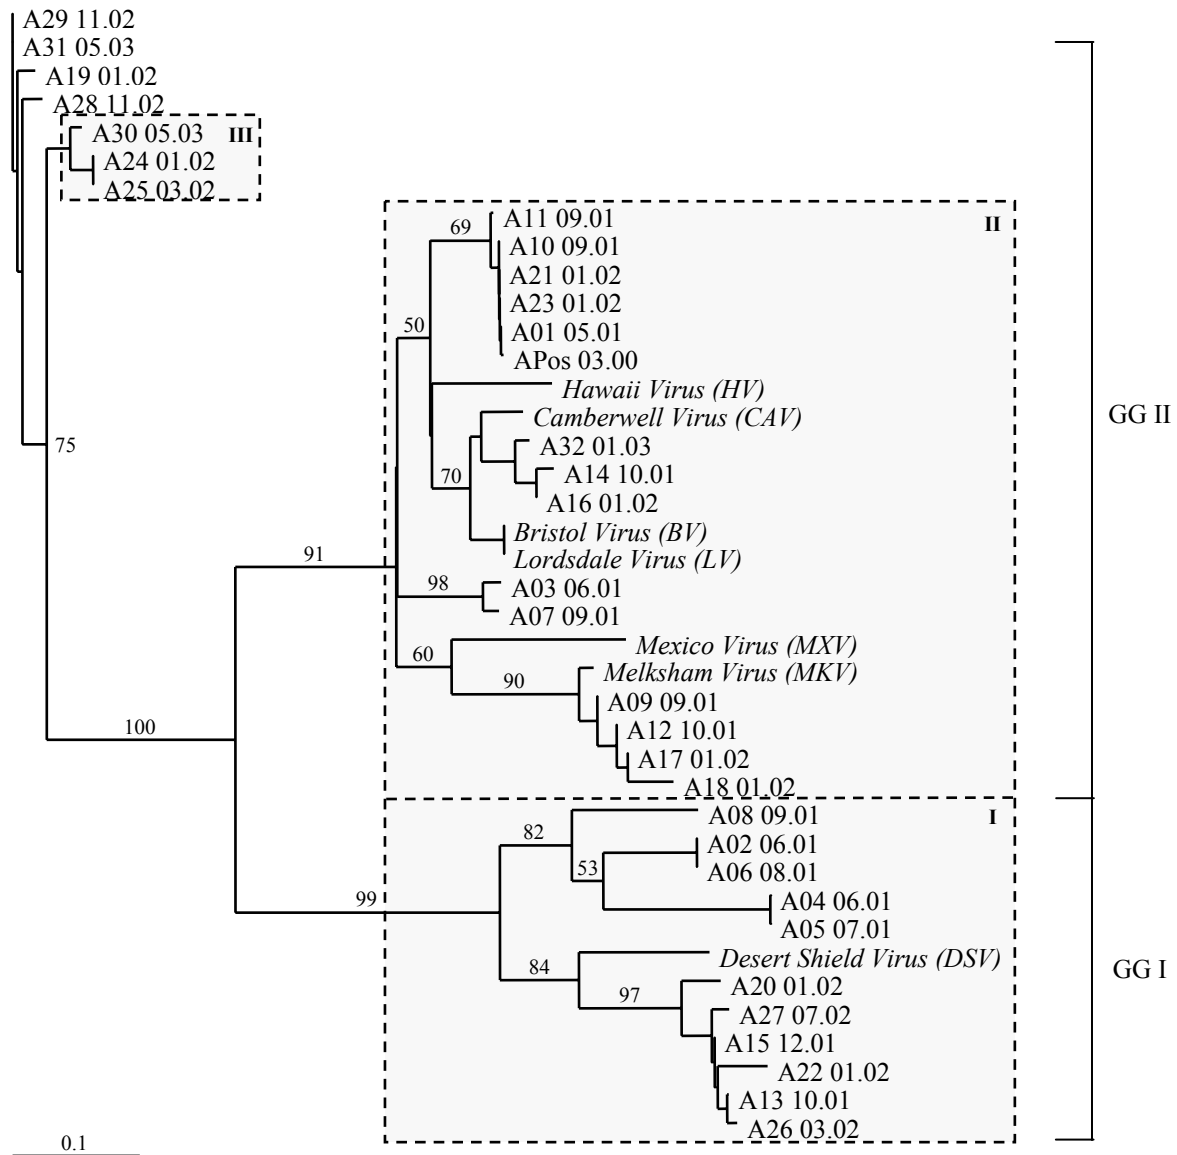 A29 11.02
A31 05.03
A19 01.02
A28 11.02
A30 05.03 III
A24 01.02
A25 03.02
A11 09.01 II
69
A10 09.01
A21 01.02
A23 01.02
50 A01 05.01
APos 03.00
Hawaii Virus (HV)
Camberwell Virus (CAV)
GG II
75
A32 01.03
70 A14 10.01
A16 01.02
Bristol Virus (BV)
91
Lordsdale Virus (LV)
98 A03 06.01
A07 09.01
Mexico Virus (MXV)
60
Melksham Virus (MKV)
90
A09 09.01
100
A12 10.01
A17 01.02
A18 01.02
A08 09.01 I
82
A02 06.01
53 A06 08.01
99
A04 06.01
A05 07.01
Desert Shield Virus (DSV)
84
GG I
A20 01.02
97
A27 07.02
A15 12.01
A22 01.02
A13 10.01
A26 03.02
0.1